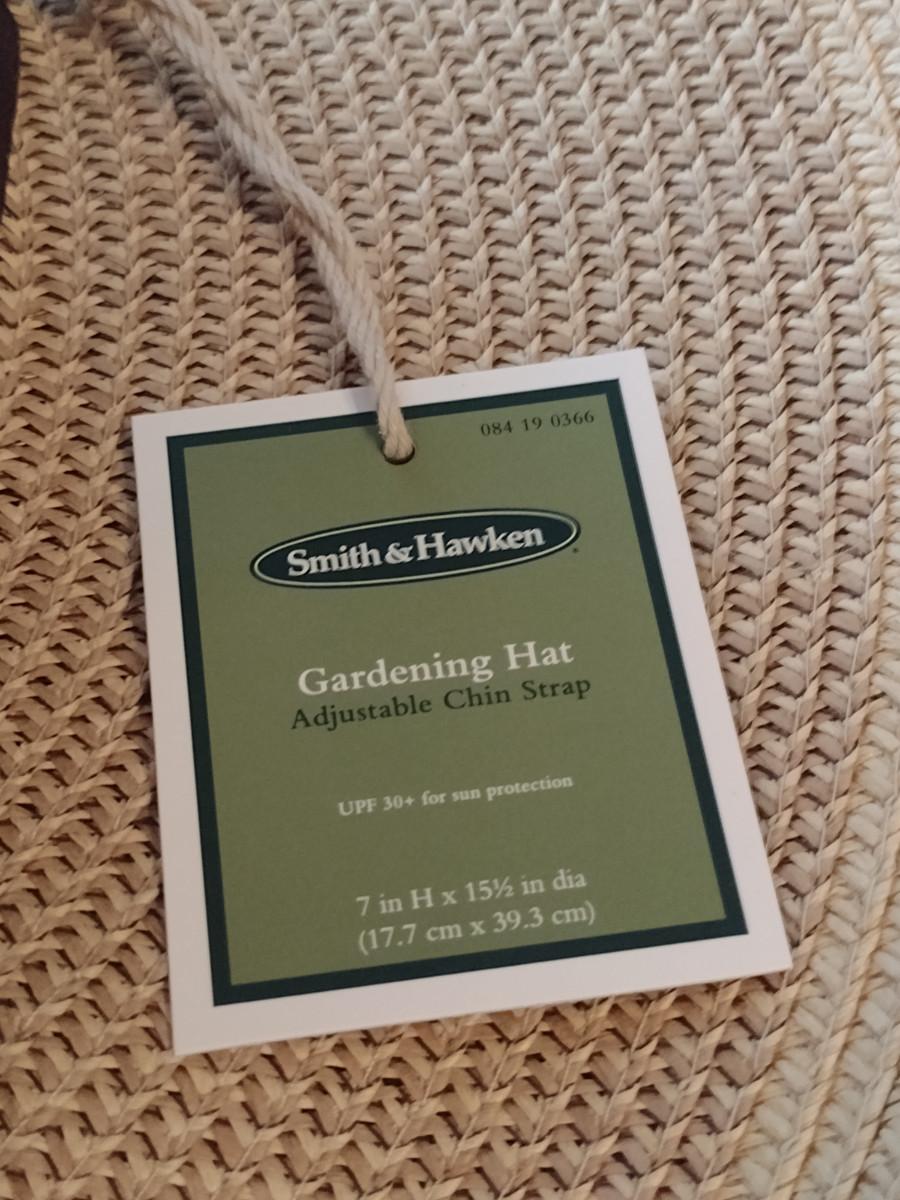 084 19 0366
Smith & Hawken
Gardening Hat
Adjustable Chin Strap
UPF 30+ for sun protection
7 in H x 15½ in dia
(17.7 cm x 39.3 cm)